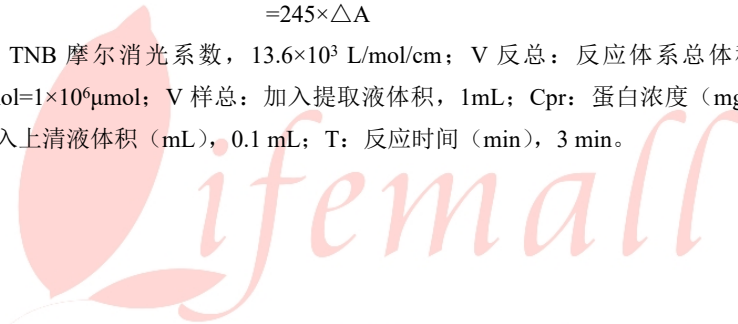 =245×△A
TNB 摩尔消光系数，13.6×10³ L/mol/cm；V 反总：反应体系总体
ol=1×10⁶μmol；V 样总：加入提取液体积，1mL；Cpr：蛋白浓度（mg
入上清液体积（mL），0.1 mL；T：反应时间（min），3 min。
ifemall